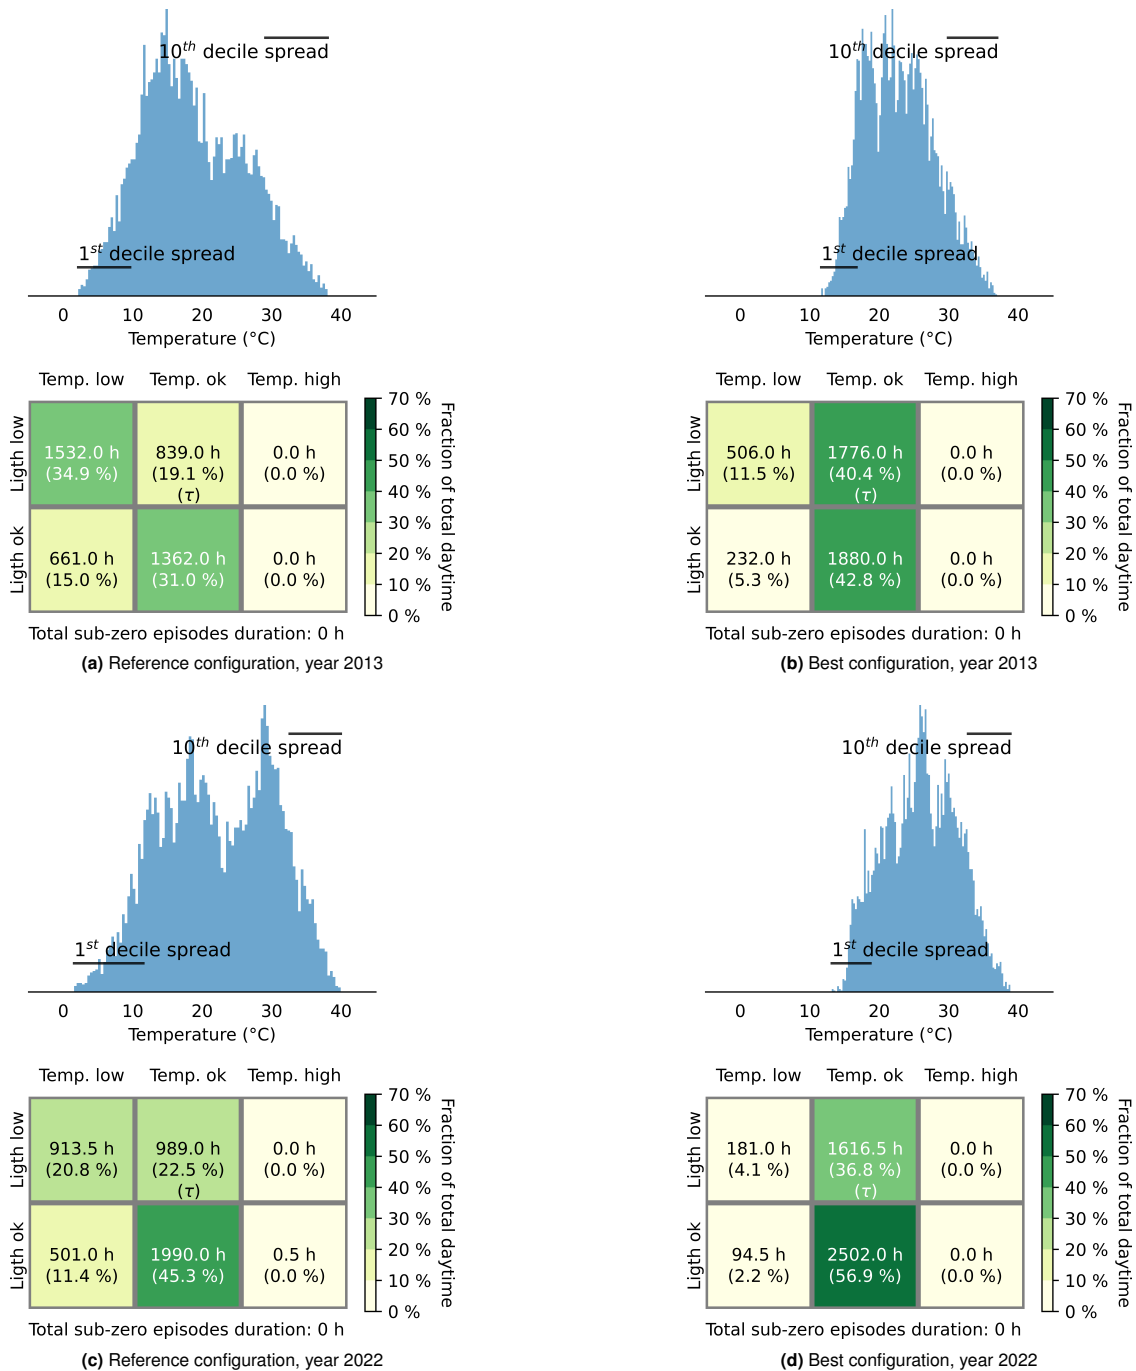 10th decile spread
1st decile spread
0 10 20 30 40
Temperature (°C)
Temp. low Temp. ok Temp. high
Ligth low
1532.0 h
(34.9 %)
839.0 h
(19.1 %)
(τ)
0.0 h
(0.0 %)
Ligth ok
661.0 h
(15.0 %)
1362.0 h
(31.0 %)
0.0 h
(0.0 %)
70 %
60 %
50 %
40 %
30 %
20 %
10 %
0 %
Fraction of total daytime
Total sub-zero episodes duration: 0 h
(a) Reference configuration, year 2013
10th decile spread
1st decile spread
0 10 20 30 40
Temperature (°C)
Temp. low Temp. ok Temp. high
Ligth low
506.0 h
(11.5 %)
1776.0 h
(40.4 %)
(τ)
0.0 h
(0.0 %)
Ligth ok
232.0 h
(5.3 %)
1880.0 h
(42.8 %)
0.0 h
(0.0 %)
70 %
60 %
50 %
40 %
30 %
20 %
10 %
0 %
Fraction of total daytime
Total sub-zero episodes duration: 0 h
(b) Best configuration, year 2013
10th decile spread
1st decile spread
0 10 20 30 40
Temperature (°C)
Temp. low Temp. ok Temp. high
Ligth low
913.5 h
(20.8 %)
989.0 h
(22.5 %)
(τ)
0.0 h
(0.0 %)
Ligth ok
501.0 h
(11.4 %)
1990.0 h
(45.3 %)
0.5 h
(0.0 %)
70 %
60 %
50 %
40 %
30 %
20 %
10 %
0 %
Fraction of total daytime
Total sub-zero episodes duration: 0 h
(c) Reference configuration, year 2022
10th decile spread
1st decile spread
0 10 20 30 40
Temperature (°C)
Temp. low Temp. ok Temp. high
Ligth low
181.0 h
(4.1 %)
1616.5 h
(36.8 %)
(τ)
0.0 h
(0.0 %)
Ligth ok
94.5 h
(2.2 %)
2502.0 h
(56.9 %)
0.0 h
(0.0 %)
70 %
60 %
50 %
40 %
30 %
20 %
10 %
0 %
Fraction of total daytime
Total sub-zero episodes duration: 0 h
(d) Best configuration, year 2022